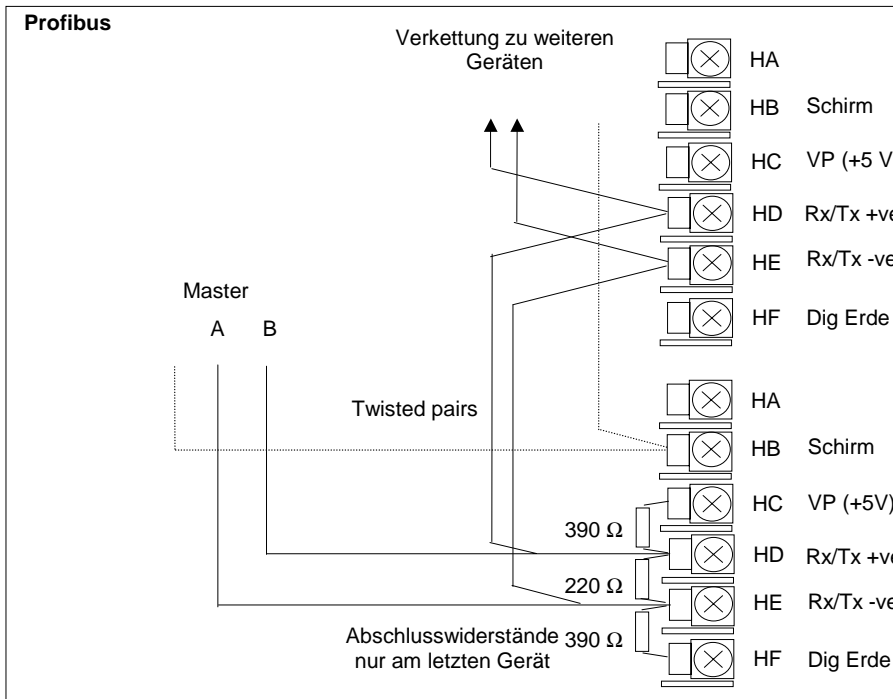 Profibus
Verkettung zu weiteren
Geräten
HA
HB Schirm
HC VP (+5 V
HD Rx/Tx +ve
HE Rx/Tx -ve
HF Dig Erde
Master
A B
Twisted pairs
HA
HB Schirm
HC VP (+5V)
390 Ω
HD Rx/Tx +ve
220 Ω
HE Rx/Tx -ve
390 Ω
Abschlusswiderstände
nur am letzten Gerät
HF Dig Erde